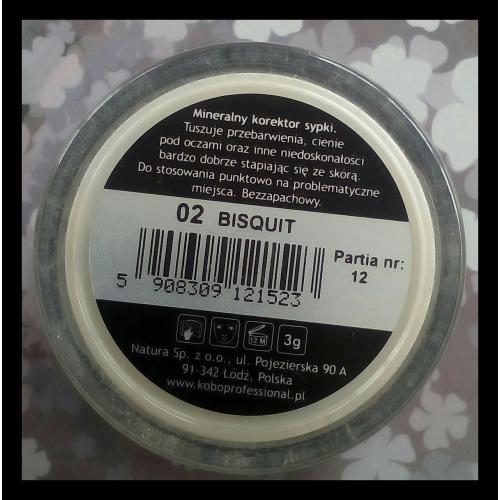 Mineralny korektor sypki.
Tuszuje przebarwienia, cienie
pod oczami oraz inne niedoskonałości
bardzo dobrze stapiając się ze skórą.
Do stosowania punktowo na problematyczne
miejsca. Bezzapachowy.
02 BISQUIT
Partia nr:
12
5 908309 121523
12 M
3g
Natura Sp. z o.o., ul. Pojezierska 90 A
91-342 Łódź, Polska
www.koboprofessional.pl